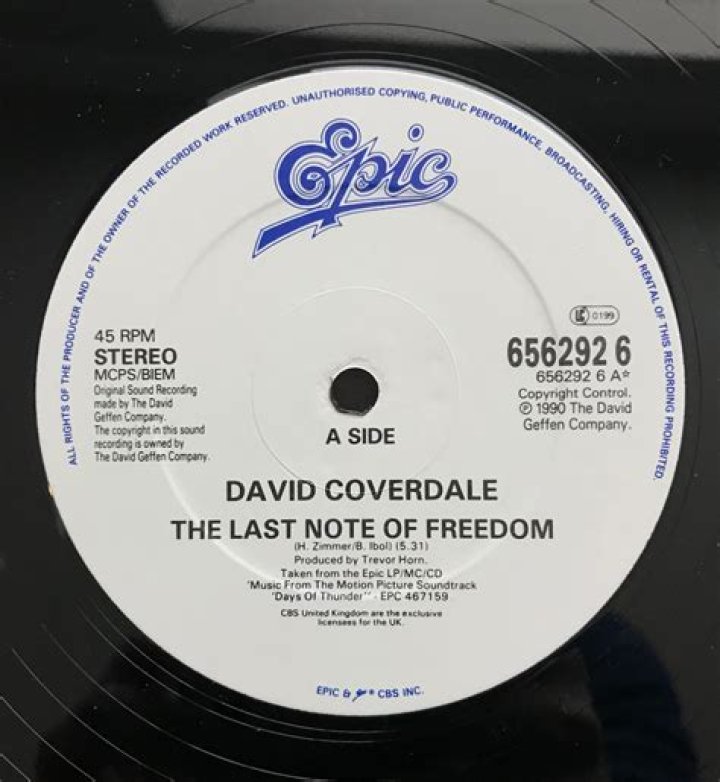 ALL RIGHTS OF THE PRODUCER AND OF THE OWNER OF THE RECORDED WORK RESERVED. UNAUTHORISED COPYING, PUBLIC PERFORMANCE, BROADCASTING, HIRING OR RENTAL OF THIS RECORDING PROHIBITED.
Epic
45 RPM
STEREO
MCPS/BIEM
Original Sound Recording
made by The David
Geffen Company.
The copyright in this sound
recording is owned by
The David Geffen Company.
LC 0199
656292 6
656292 6 A*
Copyright Control.
℗ 1990 The David
Geffen Company.
A SIDE
DAVID COVERDALE
THE LAST NOTE OF FREEDOM
(H. Zimmer/B. Ibol) (5.31)
Produced by Trevor Horn.
Taken from the Epic LP/MC/CD
'Music From The Motion Picture Soundtrack
'Days Of Thunder'' - EPC 467159
CBS United Kingdom are the exclusive
licensees for the UK.
EPIC & ® CBS INC.